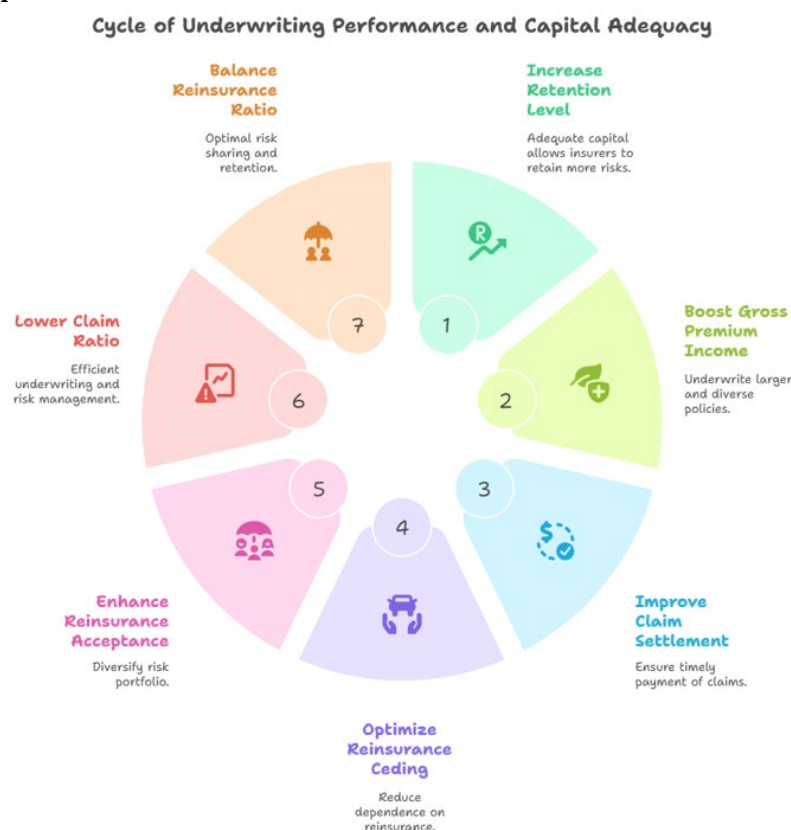 Cycle of Underwriting Performance and Capital Adequacy
Increase
Retention
Level
Adequate capital
allows insurers to
retain more risks.
R
1
Boost Gross
Premium
Income
Underwrite larger
and diverse
policies.
2
Improve
Claim
Settlement
Ensure timely
payment of claims.
$
3
Optimize
Reinsurance
Ceding
Reduce
dependence on
reinsurance.
4
Enhance
Reinsurance
Acceptance
Diversify risk
portfolio.
5
Lower Claim
Ratio
Efficient
underwriting and
risk management.
6
Balance
Reinsurance
Ratio
Optimal risk
sharing and
retention.
7